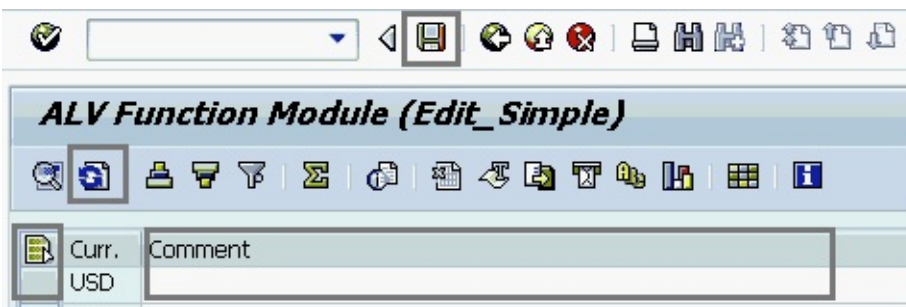 ALV Function Module (Edit_Simple)
Curr. Comment
USD